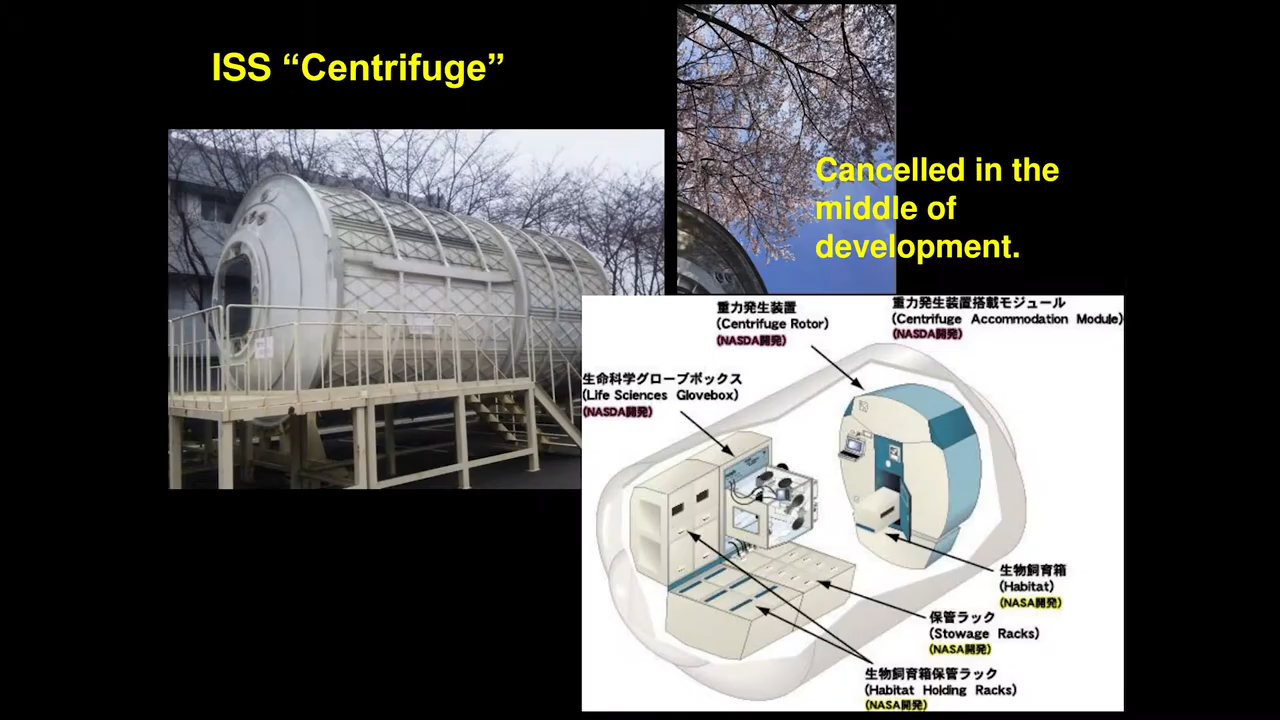 ISS “Centrifuge”
Cancelled in the
middle of
development.
重力発生装置
(Centrifuge Rotor)
(NASDA開発)
重力発生装置搭載モジュール
(Centrifuge Accommodation Module)
(NASDA開発)
生命科学グローブボックス
(Life Sciences Glovebox)
(NASDA開発)
生物飼育箱
(Habitat)
(NASA開発)
保管ラック
(Stowage Racks)
(NASA開発)
生物飼育箱保管ラック
(Habitat Holding Racks)
(NASA開発)